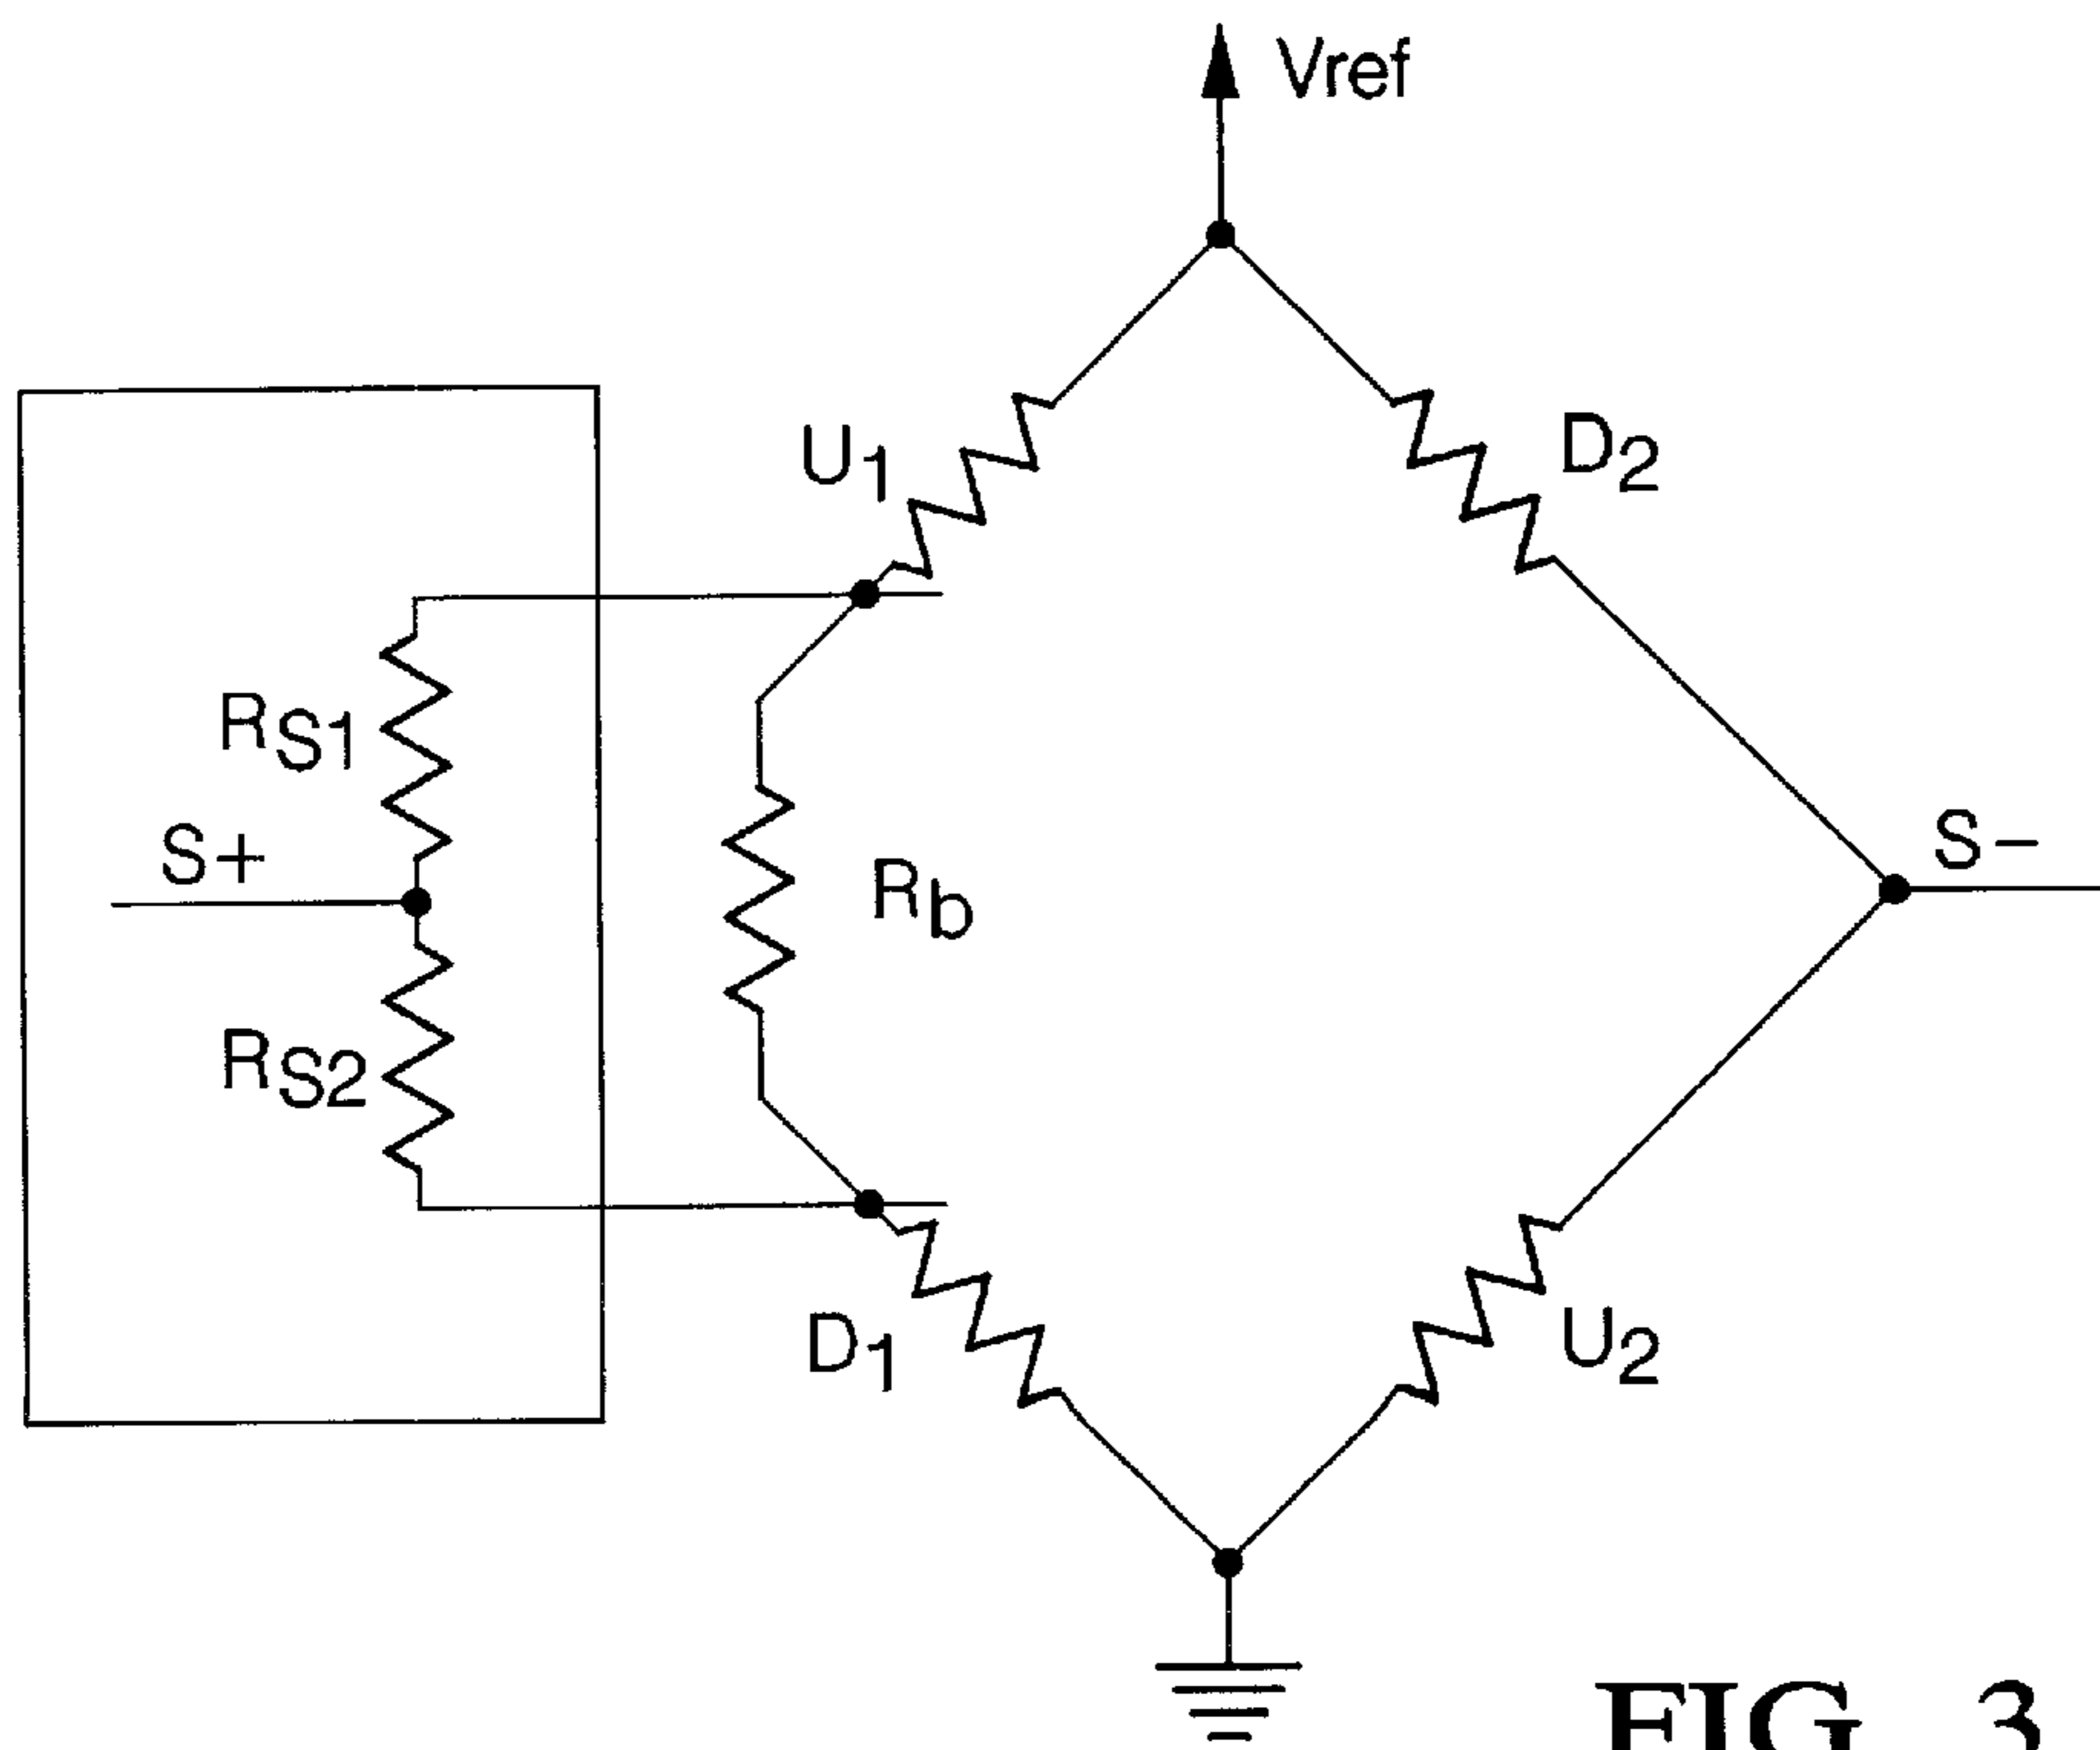 Vref
U1
D2
RS1
S+
S−
Rb
RS2
D1
U2
FIG. 3